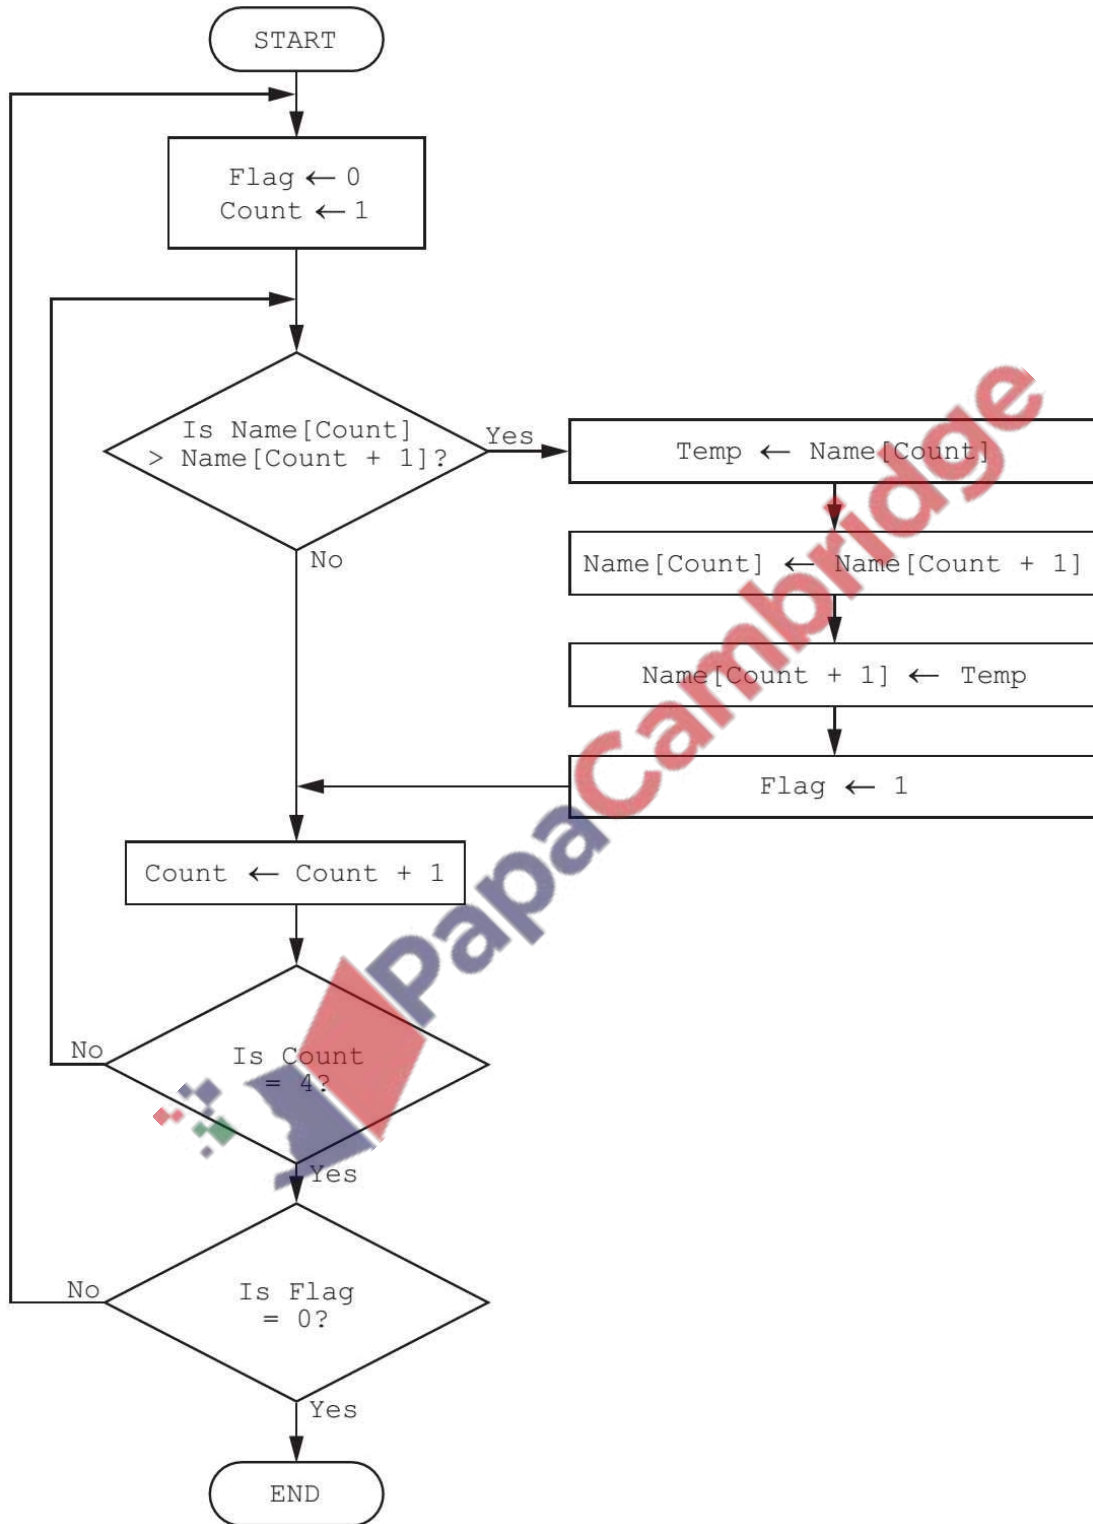 START
Flag ← 0
Count ← 1
Is Name[Count]
> Name[Count + 1]?
Yes
Temp ← Name[Count]
No
Name[Count] ← Name[Count + 1]
Name[Count + 1] ← Temp
Flag ← 1
Count ← Count + 1
No
Is Count
= 4?
Yes
No
Is Flag
= 0?
Yes
END
PapaCambridge